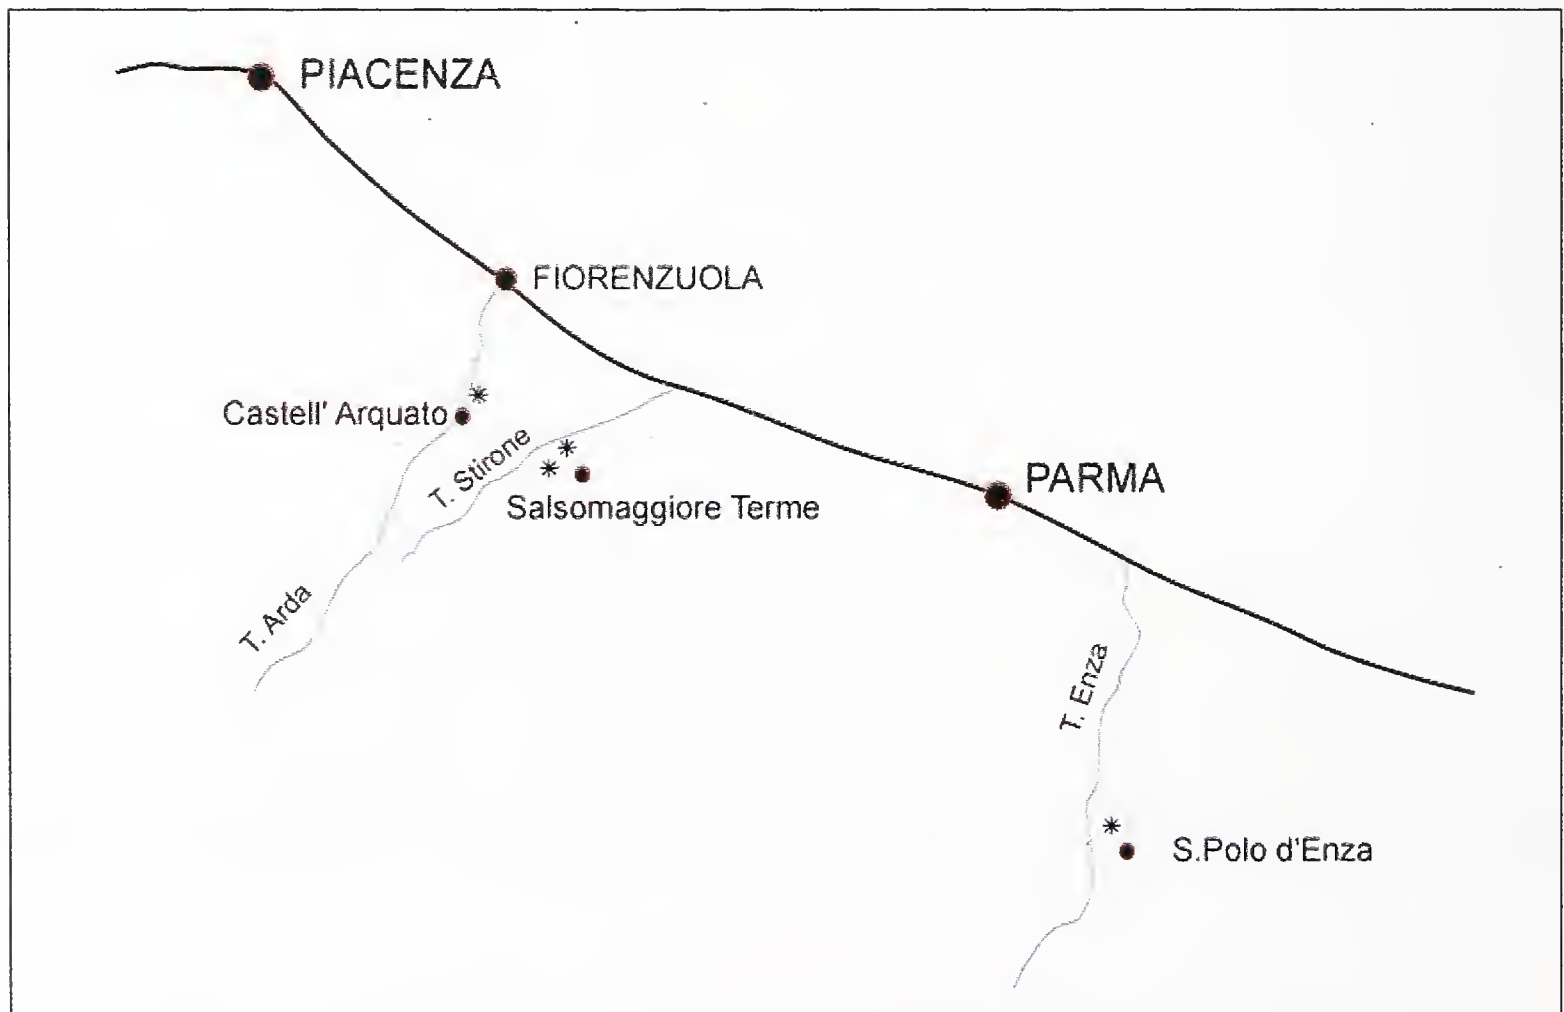 PIACENZA
FIORENZUOLA
Castell' Arquato
T. Stirone
Salsomaggiore Terme
PARMA
T. Arda
T. Enza
S.Polo d'Enza